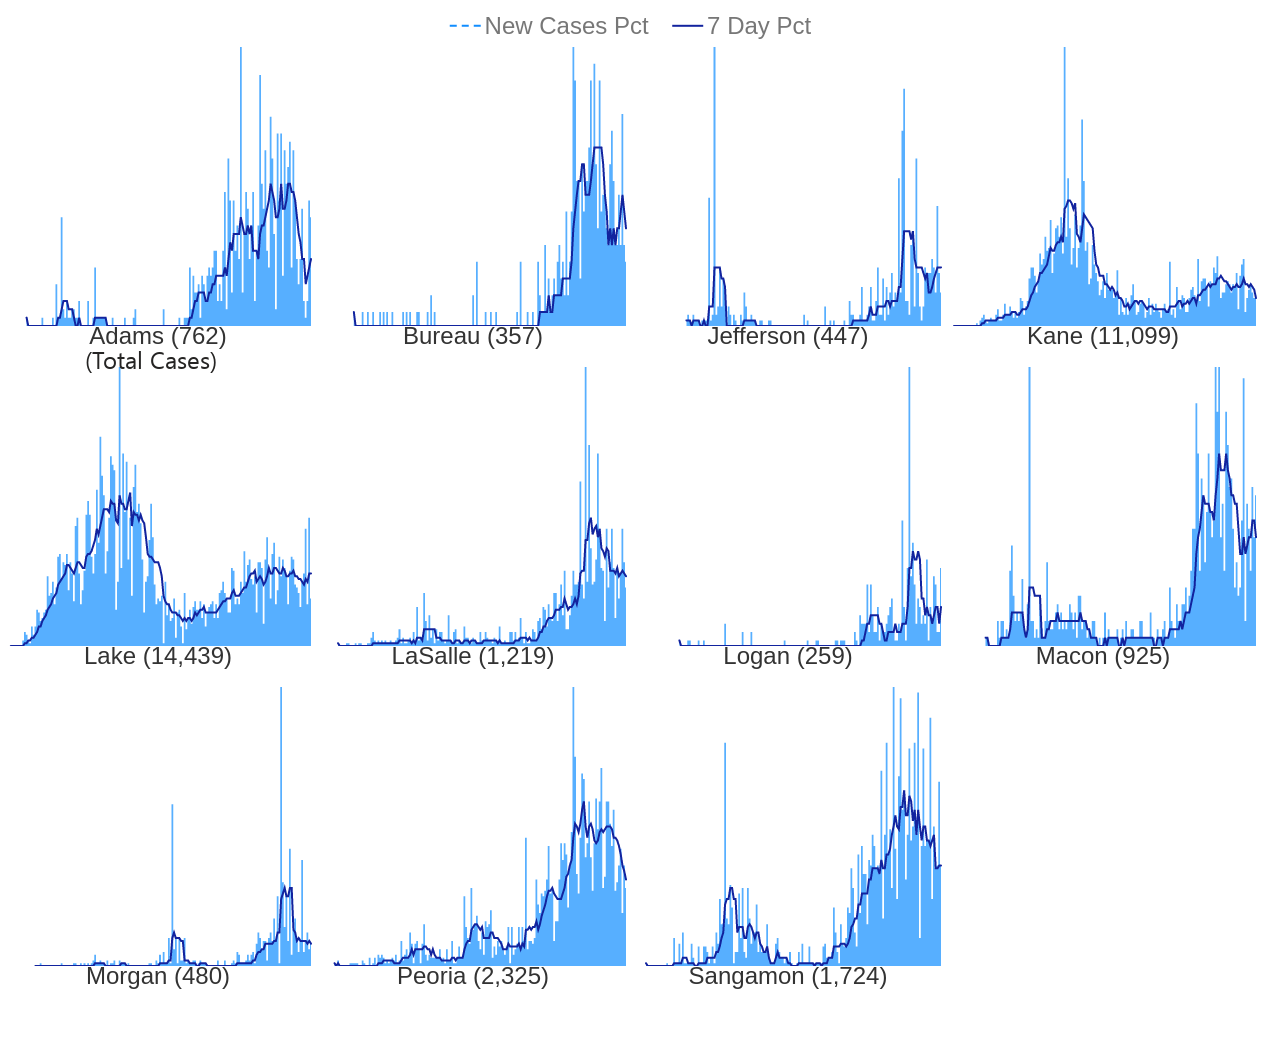 New Cases Pct 7 Day Pct
Adams (762) Bureau (357) Jefferson (447) Kane (11,099)
(Total Cases)
Lake (14,439) LaSalle (1,219) Logan (259) Macon (925)
Morgan (480) Peoria (2,325) Sangamon (1,724)